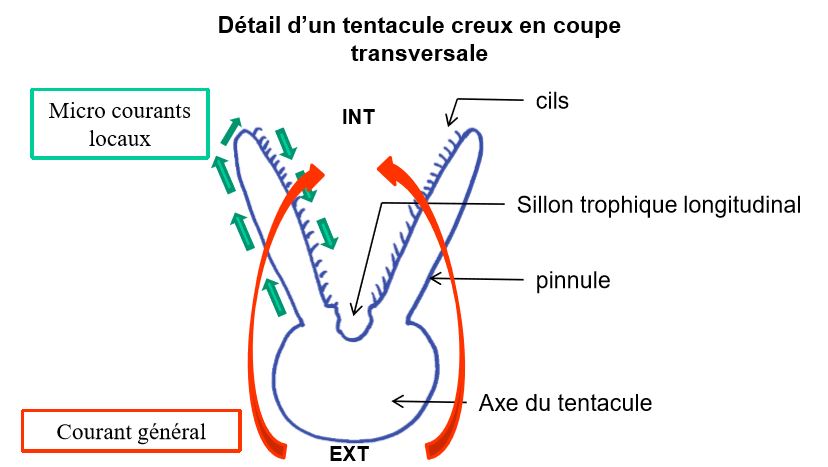 Détail d’un tentacule creux en coupe
transversale
Micro courants
locaux
INT
cils
Sillon trophique longitudinal
pinnule
Axe du tentacule
Courant général
EXT